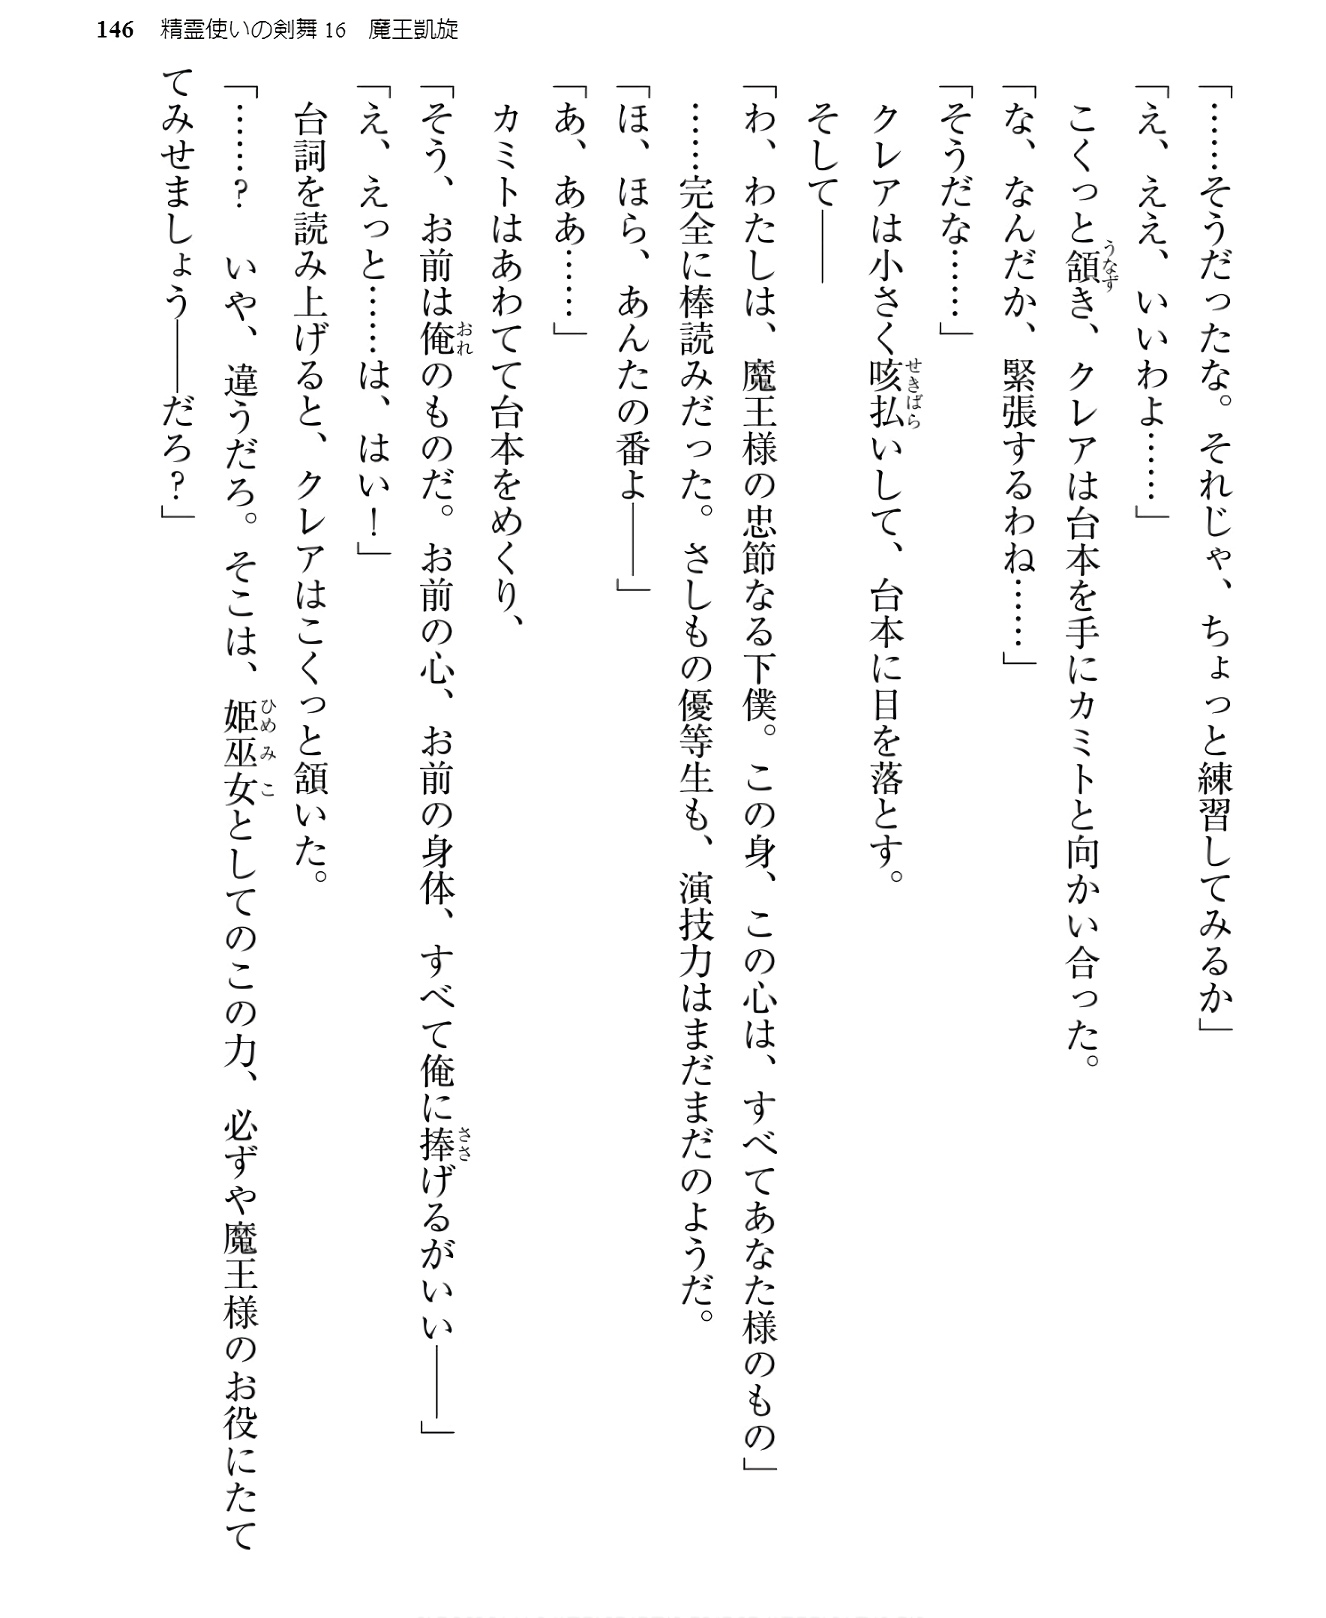 146　精霊使いの剣舞 16　魔王凱旋
「……そうだったな。それじゃ、ちょっと練習してみるか」
「え、ええ、いいわよ……」
　こくっと頷き、クレアは台本を手にカミトと向かい合った。
「な、なんだか、緊張するわね……」
「そうだな……」
　クレアは小さく咳払いして、台本に目を落とす。
　そして――
「わ、わたしは、魔王様の忠節なる下僕。この身、この心は、すべてあなた様のもの」
　……完全に棒読みだった。さしもの優等生も、演技力はまだまだのようだ。
「ほ、ほら、あんたの番よ――」
「あ、ああ……」
　カミトはあわてて台本をめくり、
「そう、お前は俺のものだ。お前の心、お前の身体、すべて俺に捧げるがいい――」
「え、えっと……は、はい！」
　台詞を読み上げると、クレアはこくっと頷いた。
「……？　いや、違うだろ。そこは、姫巫女としてのこの力、必ずや魔王様のお役にたて
てみせましょう――だろ？」